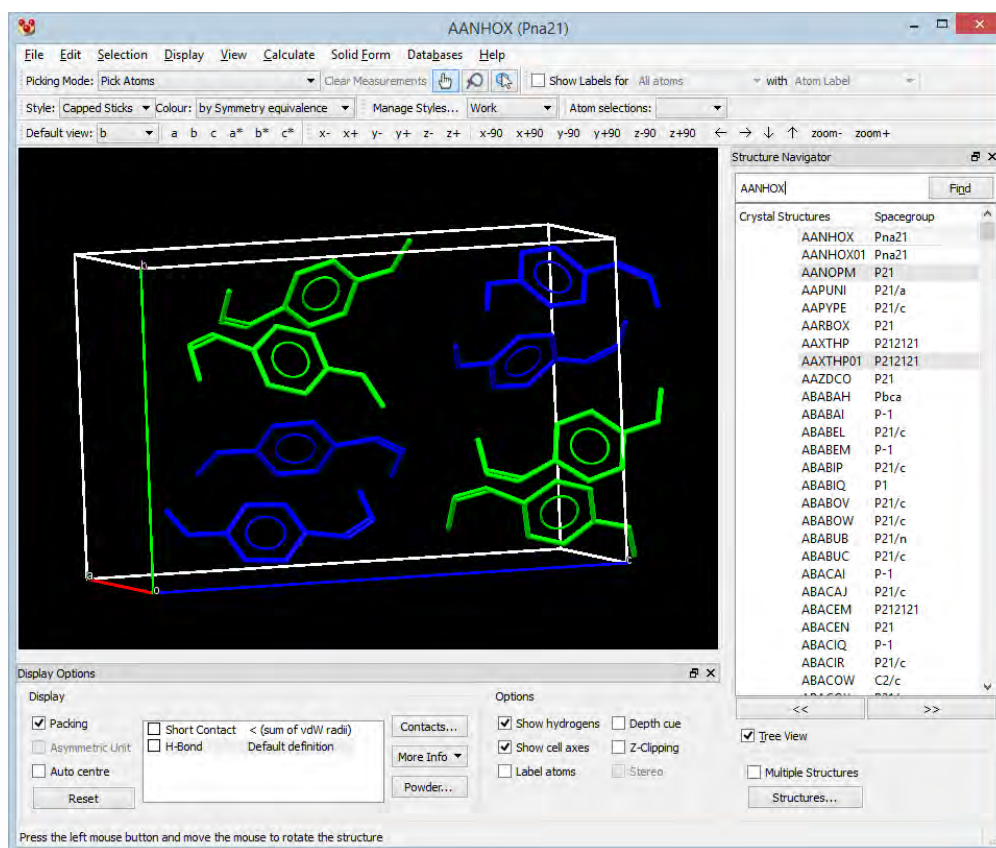 AANHOX (Pna21)
File Edit Selection Display View Calculate Solid Form Databases Help
Picking Mode: Pick Atoms Clear Measurements Show Labels for All atoms with Atom Label
Style: Capped Sticks Colour: by Symmetry equivalence Manage Styles... Work Atom selections:
Default view: b a b c a* b* c* x- x+ y- y+ z- z+ x-90 x+90 y-90 y+90 z-90 z+90 ← → ↓ ↑ zoom- zoom+
Structure Navigator
AANHOX Find
Crystal Structures Spacegroup
AANHOX Pna21
AANHOX01 Pna21
AANOPM P21
AAPUNI P21/a
AAPYPE P21/c
AARBOX P21
AAXTHP P212121
AAXTHP01 P212121
AAZDCO P21
ABABAH Pbca
ABABAI P-1
ABABEL P21/c
ABABEM P-1
ABABIP P21/c
ABABIQ P1
ABABOV P21/c
ABABOW P21/c
ABABUB P21/n
ABABUC P21/c
ABACAI P-1
ABACAJ P21/c
ABACEM P212121
ABACEN P21
ABACIQ P-1
ABACIR P21/c
ABACOW C2/c
<< >>
Tree View
Multiple Structures
Structures...
b
a
o
c
Display Options
Display
Packing
Asymmetric Unit
Auto centre
Reset
Short Contact < (sum of vdW radii)
H-Bond Default definition
Contacts...
More Info
Powder...
Options
Show hydrogens Depth cue
Show cell axes Z-Clipping
Label atoms Stereo
Press the left mouse button and move the mouse to rotate the structure